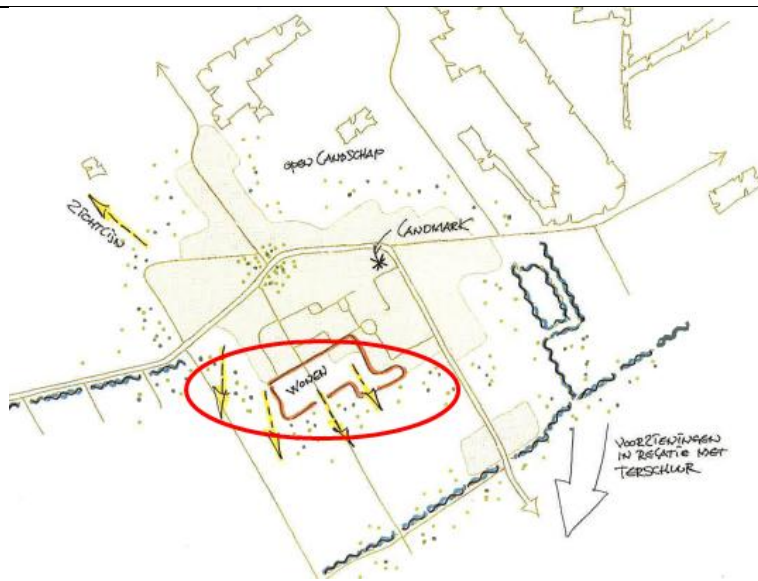 OPEN LANDSCHAP
ZICHTLIJN
LANDMARK
WONEN
VOORZIENINGEN
IN RELATIE MET
TERSCHUUR